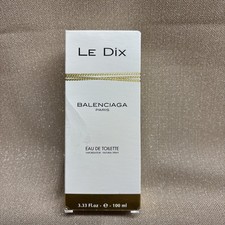 LE DIX
BALENCIAGA
PARIS
EAU DE TOILETTE
3.33 fl.oz - ℮ - 100 ml